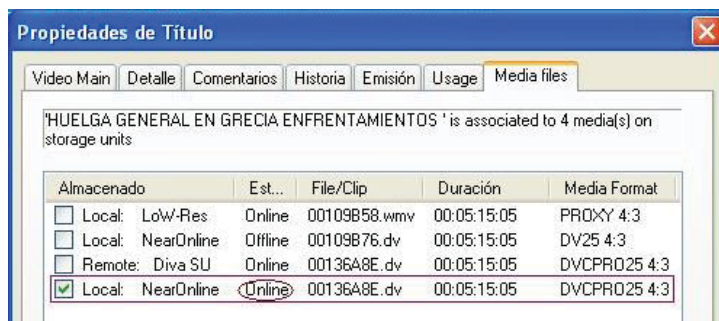 Propiedades de Título
Video Main Detalle Comentarios Historia Emisión Usage Media files
'HUELGA GENERAL EN GRECIA ENFRENTAMIENTOS ' is associated to 4 media(s) on
storage units
Almacenado Est... File/Clip Duración Media Format
Local: LoW-Res Online 00109B58.wmv 00:05:15:05 PROXY 4:3
Local: NearOnline Offline 00109B76.dv 00:05:15:05 DV25 4:3
Remote: Diva SU Online 00136A8E.dv 00:05:15:05 DVCPRO25 4:3
Local: NearOnline Online 00136A8E.dv 00:05:15:05 DVCPRO25 4:3